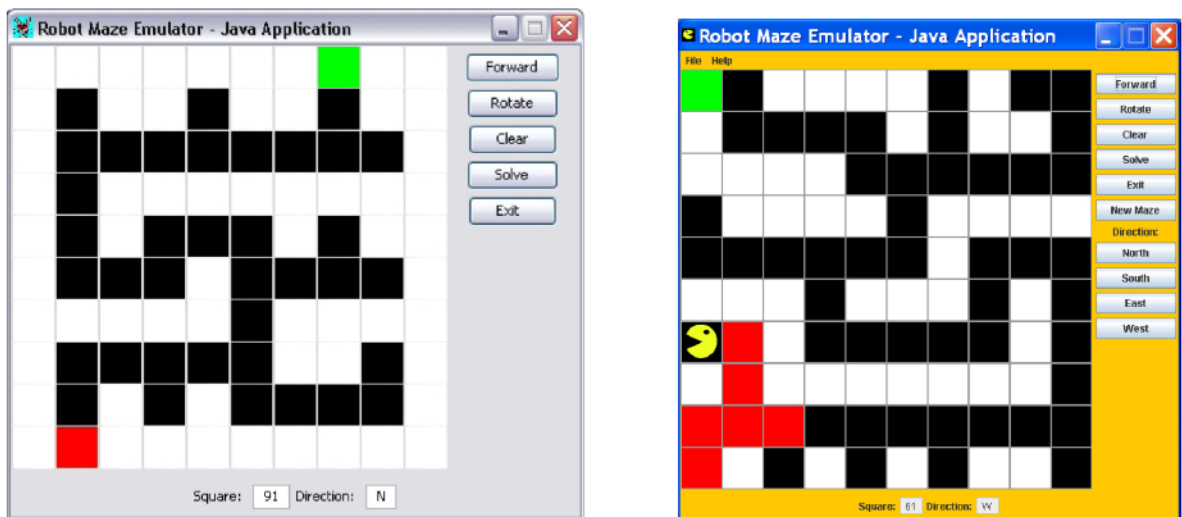 Robot Maze Emulator - Java Application
Forward
Rotate
Clear
Solve
Exit
Square: 91 Direction: N
Robot Maze Emulator - Java Application
File Help
Forward
Rotate
Clear
Solve
Exit
New Maze
Direction:
North
South
East
West
Square: 61 Direction: W